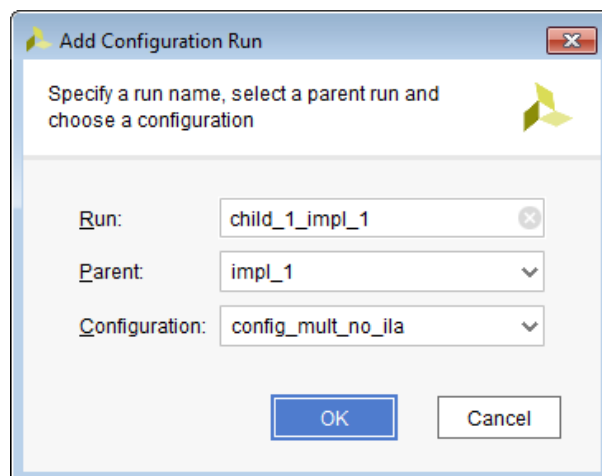 Add Configuration Run
Specify a run name, select a parent run and
choose a configuration
Run: child_1_impl_1
Parent: impl_1
Configuration: config_mult_no_ila
OK Cancel